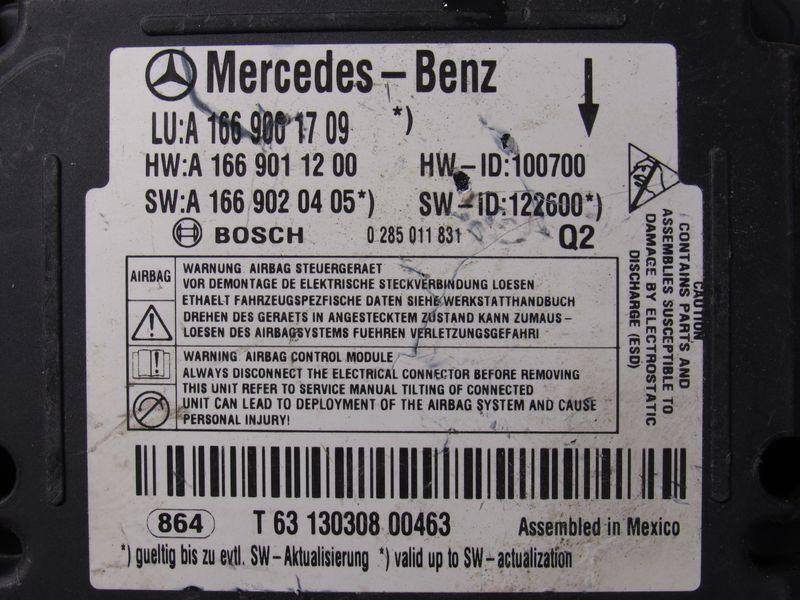 Mercedes-Benz
LU:A 166 900 17 09 *)
HW:A 166 901 12 00 HW-ID:100700
SW:A 166 902 04 05*) SW-ID:122600*)
BOSCH 0 285 011 831 Q2
AIRBAG
WARNUNG AIRBAG STEUERGERAET
VOR DEMONTAGE DE ELEKTRISCHE STECKVERBINDUNG LOESEN
ETHAELT FAHRZEUGSPEZFISCHE DATEN SIEHE WERKSTATTHANDBUCH
DREHEN DES GERAETS IN ANGESTECKTEM ZUSTAND KANN ZUMAUS-
LOESEN DES AIRBAGSYSTEMS FUEHREN VERLETZUNGSGEFAHR!
WARNING AIRBAG CONTROL MODULE
ALWAYS DISCONNECT THE ELECTRICAL CONNECTOR BEFORE REMOVING
THIS UNIT REFER TO SERVICE MANUAL TILTING OF CONNECTED
UNIT CAN LEAD TO DEPLOYMENT OF THE AIRBAG SYSTEM AND CAUSE
PERSONAL INJURY!
CAUTION
CONTAINS PARTS AND
ASSEMBLIES SUSCEPTIBLE TO
DAMAGE BY ELECTROSTATIC
DISCHARGE (ESD)
864 T 63 130308 00463 Assembled in Mexico
*) gueltig bis zu evtl. SW-Aktualisierung *) valid up to SW-actualization